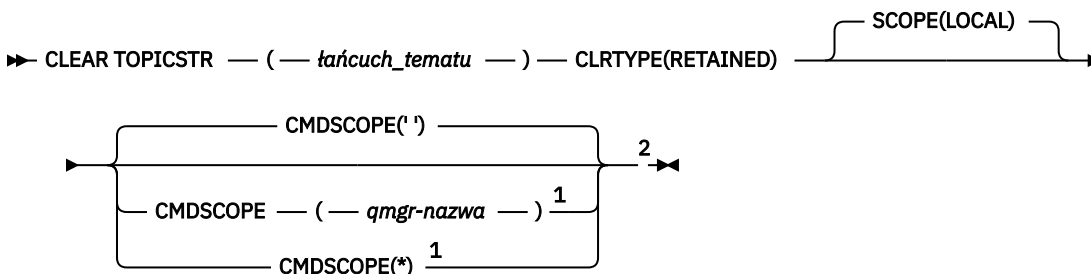 SCOPE(LOCAL)
CLEAR TOPICSTR ( łańcuch_tematu ) CLRTYPE(RETAINED)
CMDSCOPE(' ')
2
CMDSCOPE ( qmgr-nazwa ) 1
CMDSCOPE(*) 1